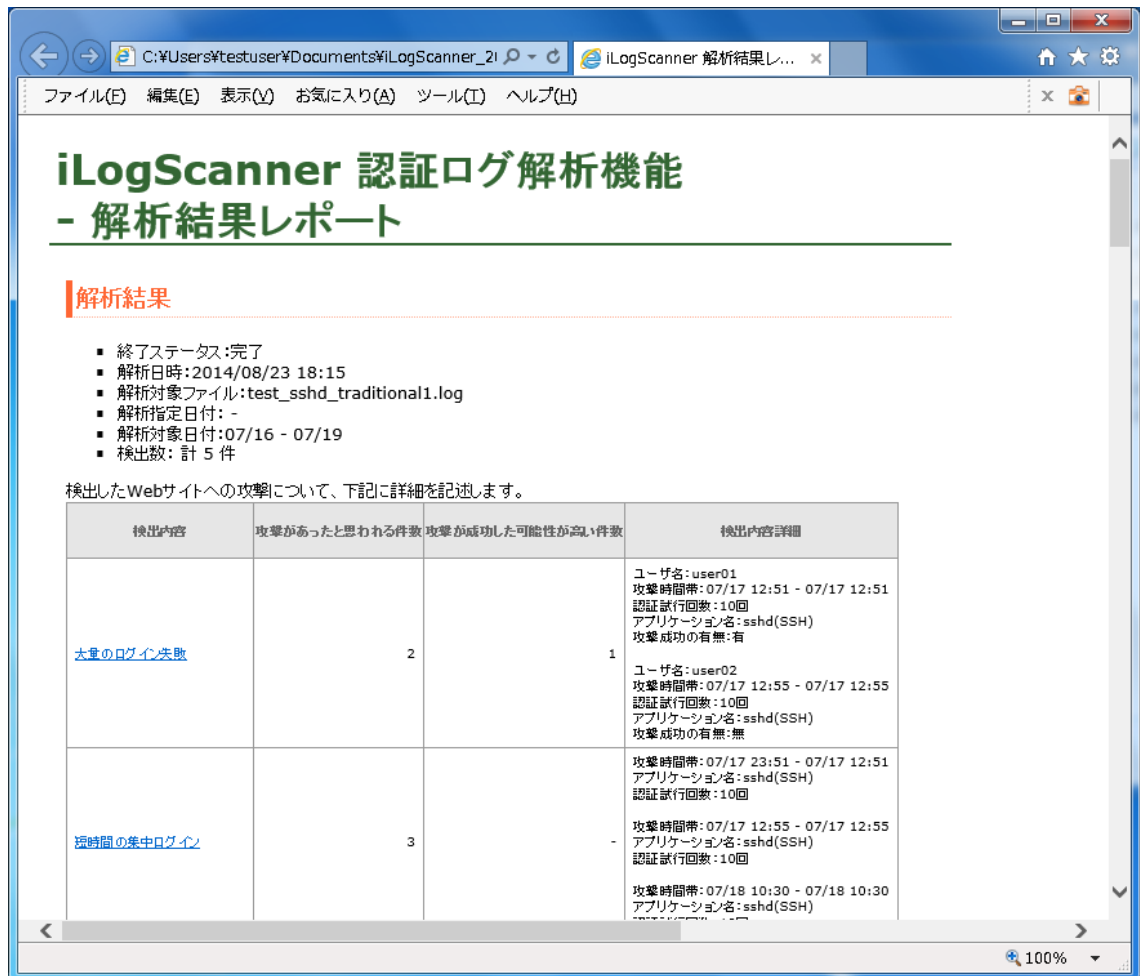 C:¥Users¥testuser¥Documents¥iLogScanner_2
iLogScanner 解析結果レ...
ファイル(F) 編集(E) 表示(V) お気に入り(A) ツール(T) ヘルプ(H)
iLogScanner 認証ログ解析機能
- 解析結果レポート
解析結果
▪ 終了ステータス:完了
▪ 解析日時:2014/08/23 18:15
▪ 解析対象ファイル:test_sshd_traditional1.log
▪ 解析指定日付: -
▪ 解析対象日付:07/16 - 07/19
▪ 検出数: 計 5 件
検出したWebサイトへの攻撃について、下記に詳細を記述します。
検出内容 攻撃があったと思われる件数 攻撃が成功した可能性が高い件数 検出内容詳細
大量のログイン失敗 2 1
ユーザ名:user01
攻撃時間帯:07/17 12:51 - 07/17 12:51
認証試行回数:10回
アプリケーション名:sshd(SSH)
攻撃成功の有無:有
ユーザ名:user02
攻撃時間帯:07/17 12:55 - 07/17 12:55
認証試行回数:10回
アプリケーション名:sshd(SSH)
攻撃成功の有無:無
短時間の集中ログイン 3 -
攻撃時間帯:07/17 23:51 - 07/17 12:51
アプリケーション名:sshd(SSH)
認証試行回数:10回
攻撃時間帯:07/17 12:55 - 07/17 12:55
アプリケーション名:sshd(SSH)
認証試行回数:10回
攻撃時間帯:07/18 10:30 - 07/18 10:30
アプリケーション名:sshd(SSH)
100%